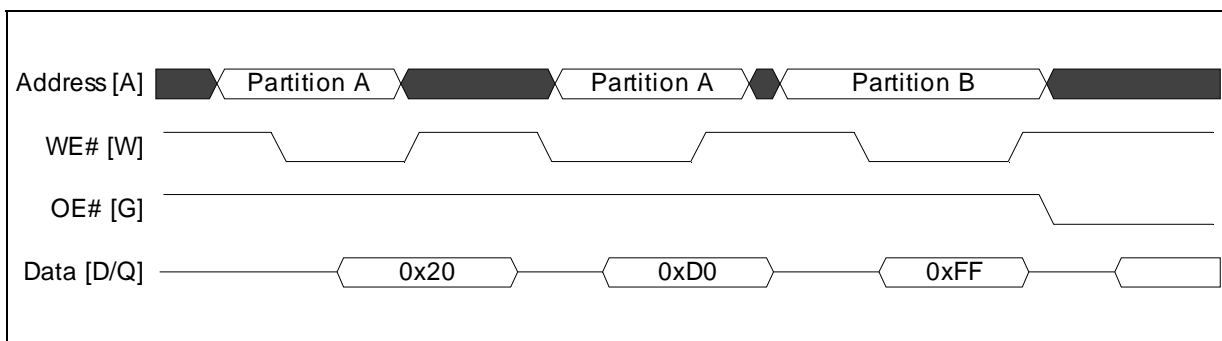 Address [A] Partition A Partition A Partition B
WE# [W]
OE# [G]
Data [D/Q] 0x20 0xD0 0xFF